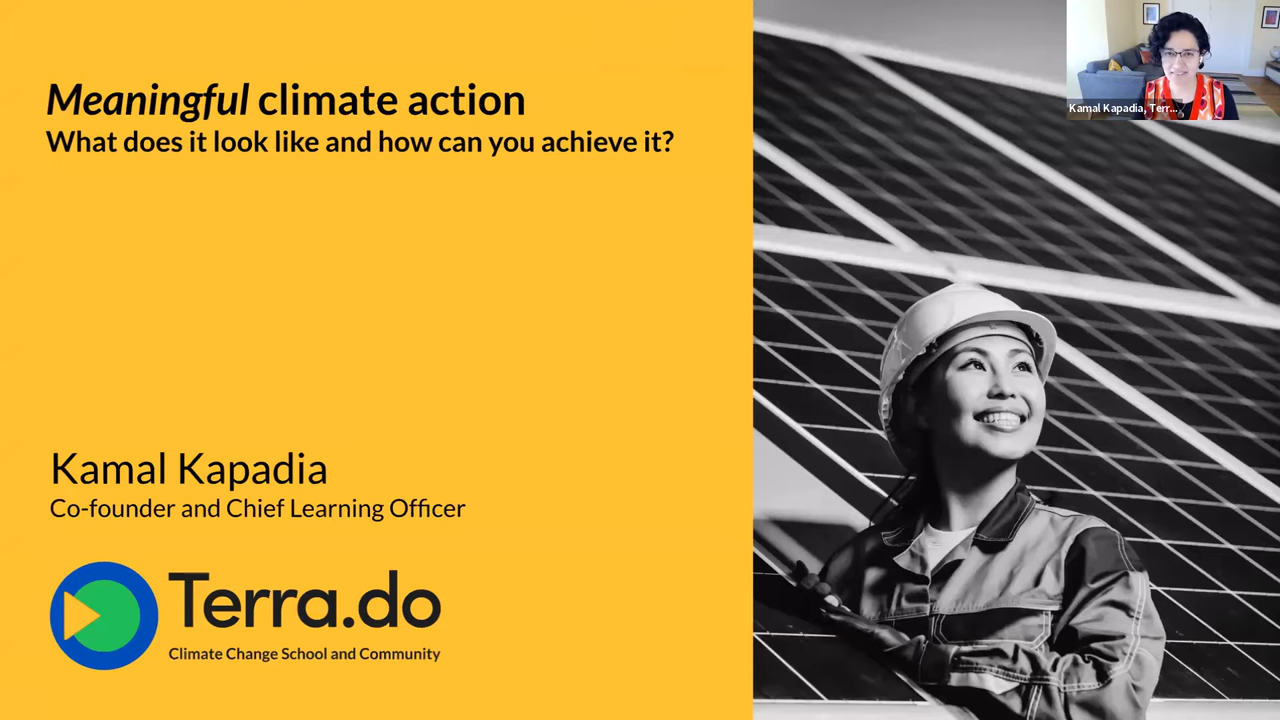 Meaningful climate action
What does it look like and how can you achieve it?
Kamal Kapadia, Terr...
Kamal Kapadia
Co-founder and Chief Learning Officer
Terra.do
Climate Change School and Community